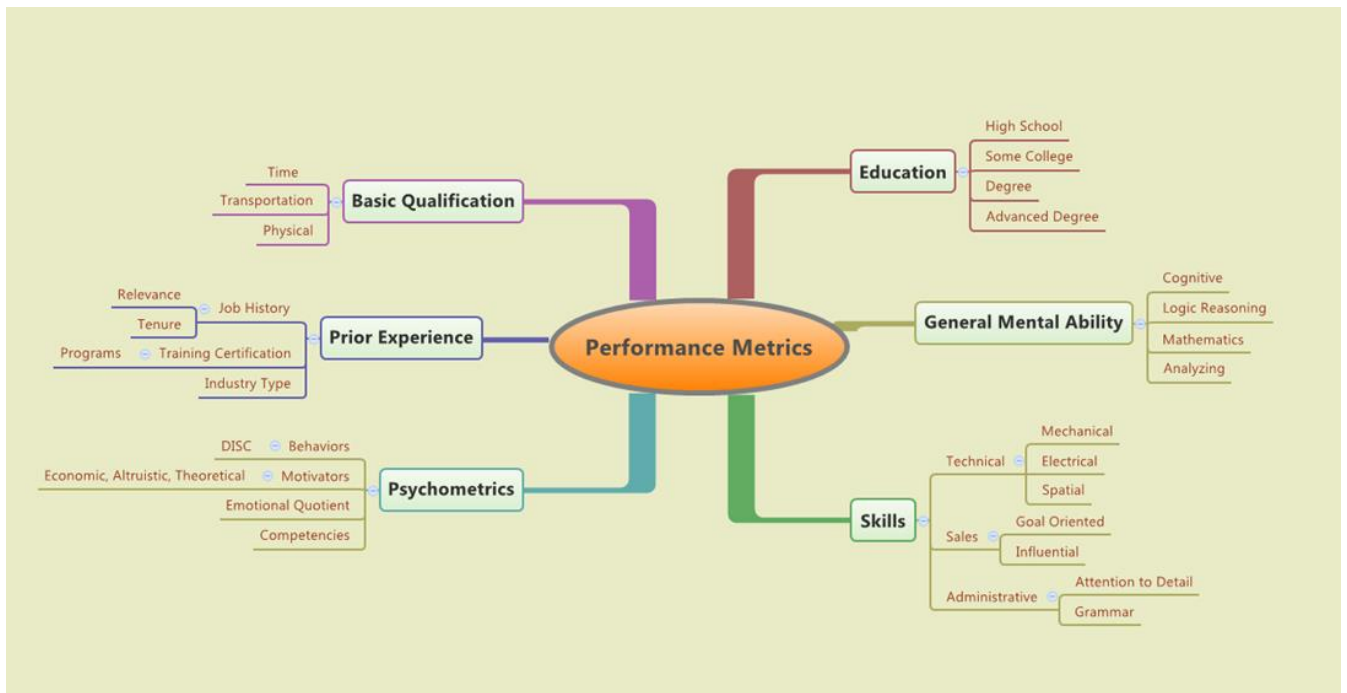 Performance Metrics
Basic Qualification
Time
Transportation
Physical
Prior Experience
Job History
Relevance
Tenure
Training Certification
Programs
Industry Type
Psychometrics
Behaviors
DISC
Motivators
Economic, Altruistic, Theoretical
Emotional Quotient
Competencies
Education
High School
Some College
Degree
Advanced Degree
General Mental Ability
Cognitive
Logic Reasoning
Mathematics
Analyzing
Skills
Technical
Mechanical
Electrical
Spatial
Sales
Goal Oriented
Influential
Administrative
Attention to Detail
Grammar